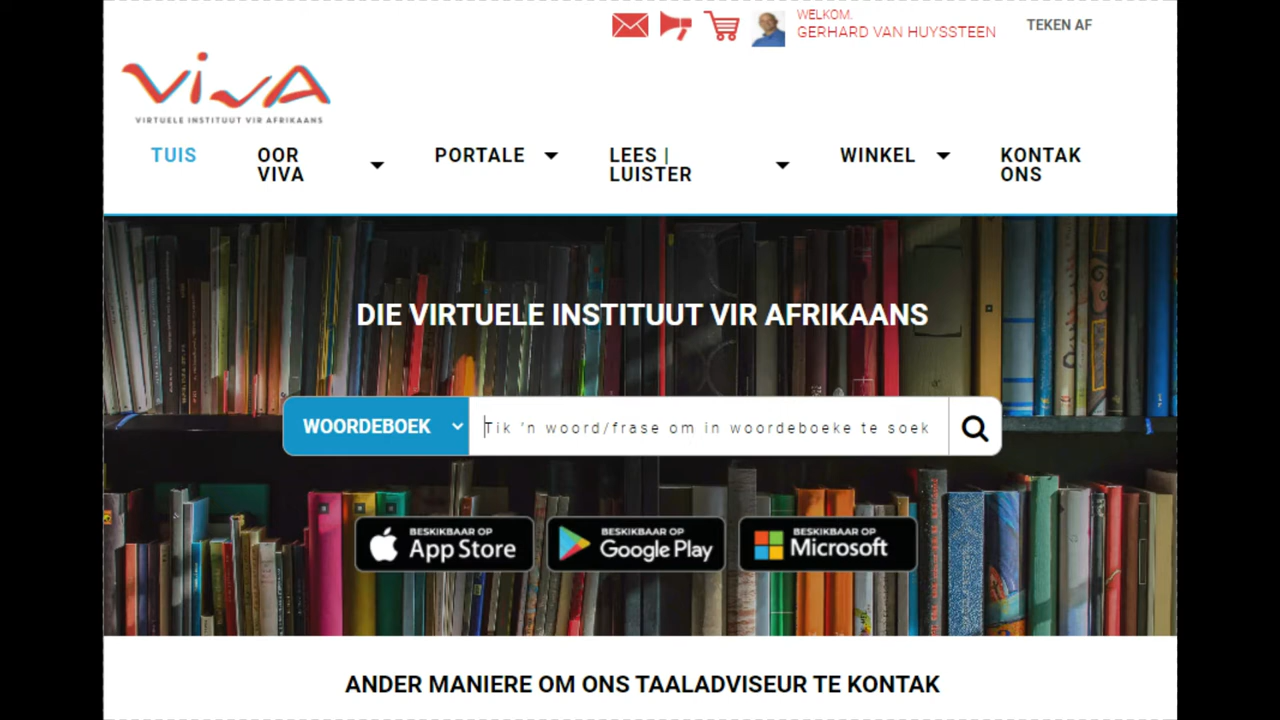 WELKOM,
GERHARD VAN HUYSSTEEN
TEKEN AF
VivA
VIRTUELE INSTITUUT VIR AFRIKAANS
TUIS
OOR
VIVA
PORTALE
LEES |
LUISTER
WINKEL
KONTAK
ONS
DIE VIRTUELE INSTITUUT VIR AFRIKAANS
WOORDEBOEK
Tik 'n woord/frase om in woordeboeke te soek
BESKIKBAAR OP
App Store
BESKIKBAAR OP
Google Play
BESKIKBAAR OP
Microsoft
ANDER MANIERE OM ONS TAALADVISEUR TE KONTAK